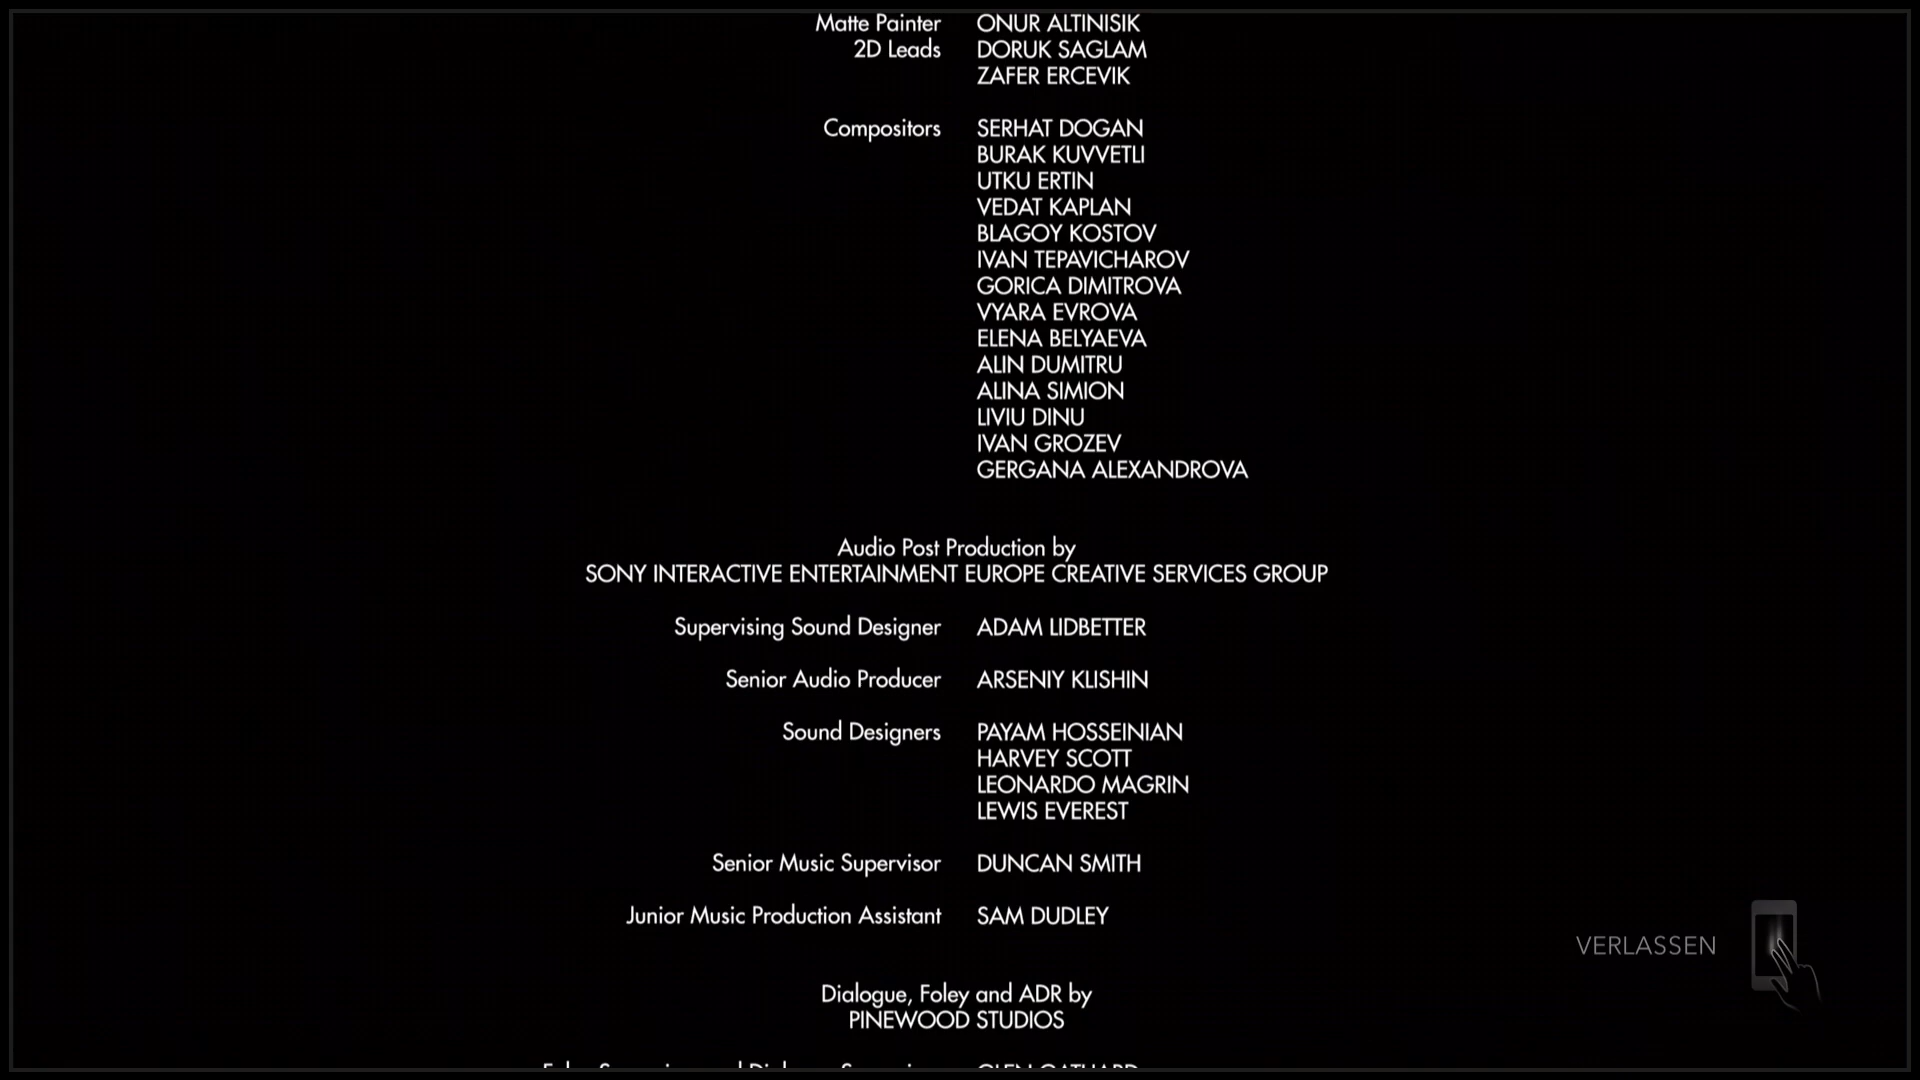 Matte Painter ONUR ALTINISIK
2D Leads DORUK SAGLAM
ZAFER ERCEVIK
Compositors SERHAT DOGAN
BURAK KUVVETLI
UTKU ERTIN
VEDAT KAPLAN
BLAGOY KOSTOV
IVAN TEPAVICHAROV
GORICA DIMITROVA
VYARA EVROVA
ELENA BELYAEVA
ALIN DUMITRU
ALINA SIMION
LIVIU DINU
IVAN GROZEV
GERGANA ALEXANDROVA
Audio Post Production by
SONY INTERACTIVE ENTERTAINMENT EUROPE CREATIVE SERVICES GROUP
Supervising Sound Designer ADAM LIDBETTER
Senior Audio Producer ARSENIY KLISHIN
Sound Designers PAYAM HOSSEINIAN
HARVEY SCOTT
LEONARDO MAGRIN
LEWIS EVEREST
Senior Music Supervisor DUNCAN SMITH
Junior Music Production Assistant SAM DUDLEY
VERLASSEN
Dialogue, Foley and ADR by
PINEWOOD STUDIOS